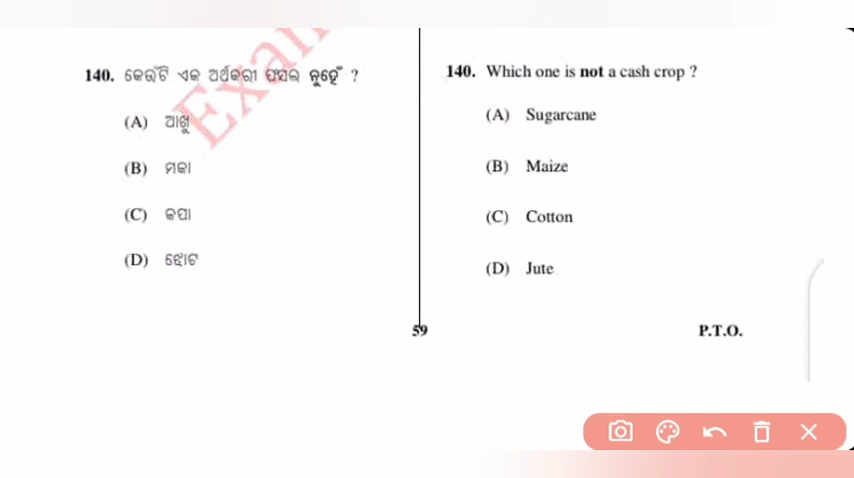 140. କେଉଁଟି ଏକ ଅର୍ଥକରୀ ଫସଲ ନୁହେଁ ?
(A) ଆଖୁ
(B) ମକା
(C) କପା
(D) ଝୋଟ
140. Which one is not a cash crop ?
(A) Sugarcane
(B) Maize
(C) Cotton
(D) Jute
59
P.T.O.
Exam